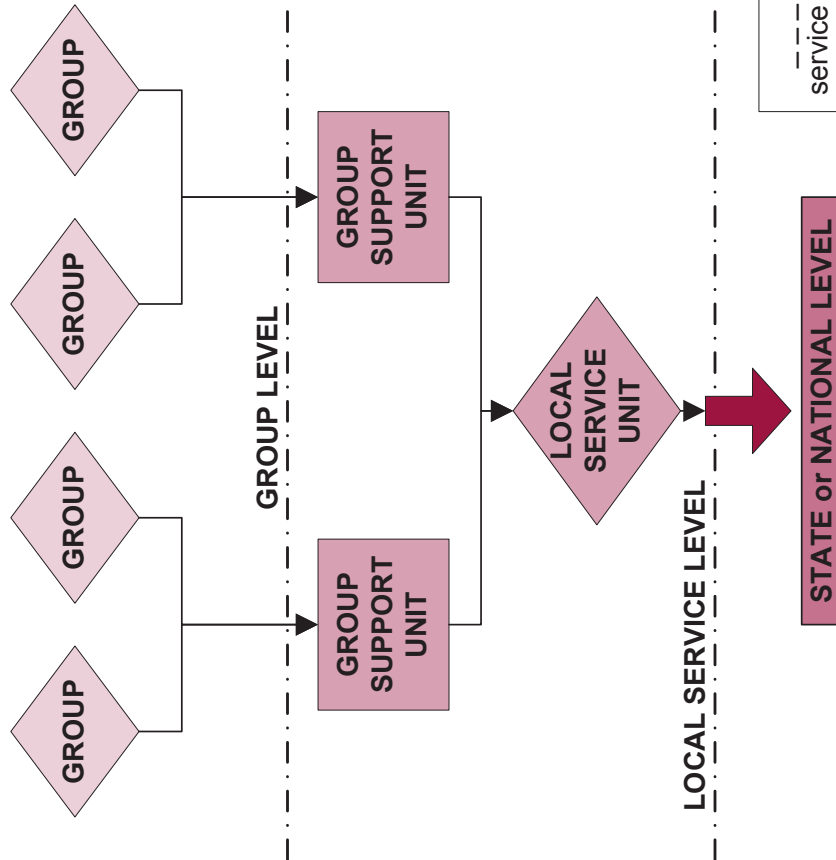 GROUP
GROUP
GROUP
GROUP
GROUP LEVEL
GROUP
SUPPORT
UNIT
GROUP
SUPPORT
UNIT
LOCAL
SERVICE
UNIT
LOCAL SERVICE LEVEL
STATE or NATIONAL LEVEL
service